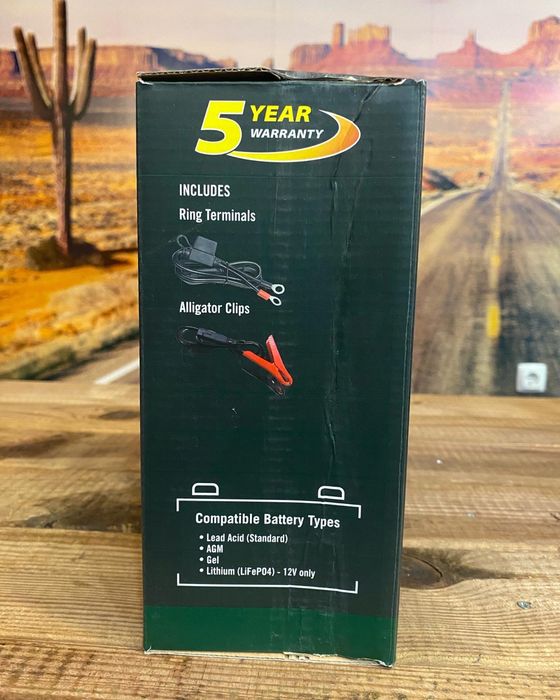 5 YEAR
WARRANTY
INCLUDES
Ring Terminals
Alligator Clips
Compatible Battery Types
• Lead Acid (Standard)
• AGM
• Gel
• Lithium (LiFePO4) - 12V only